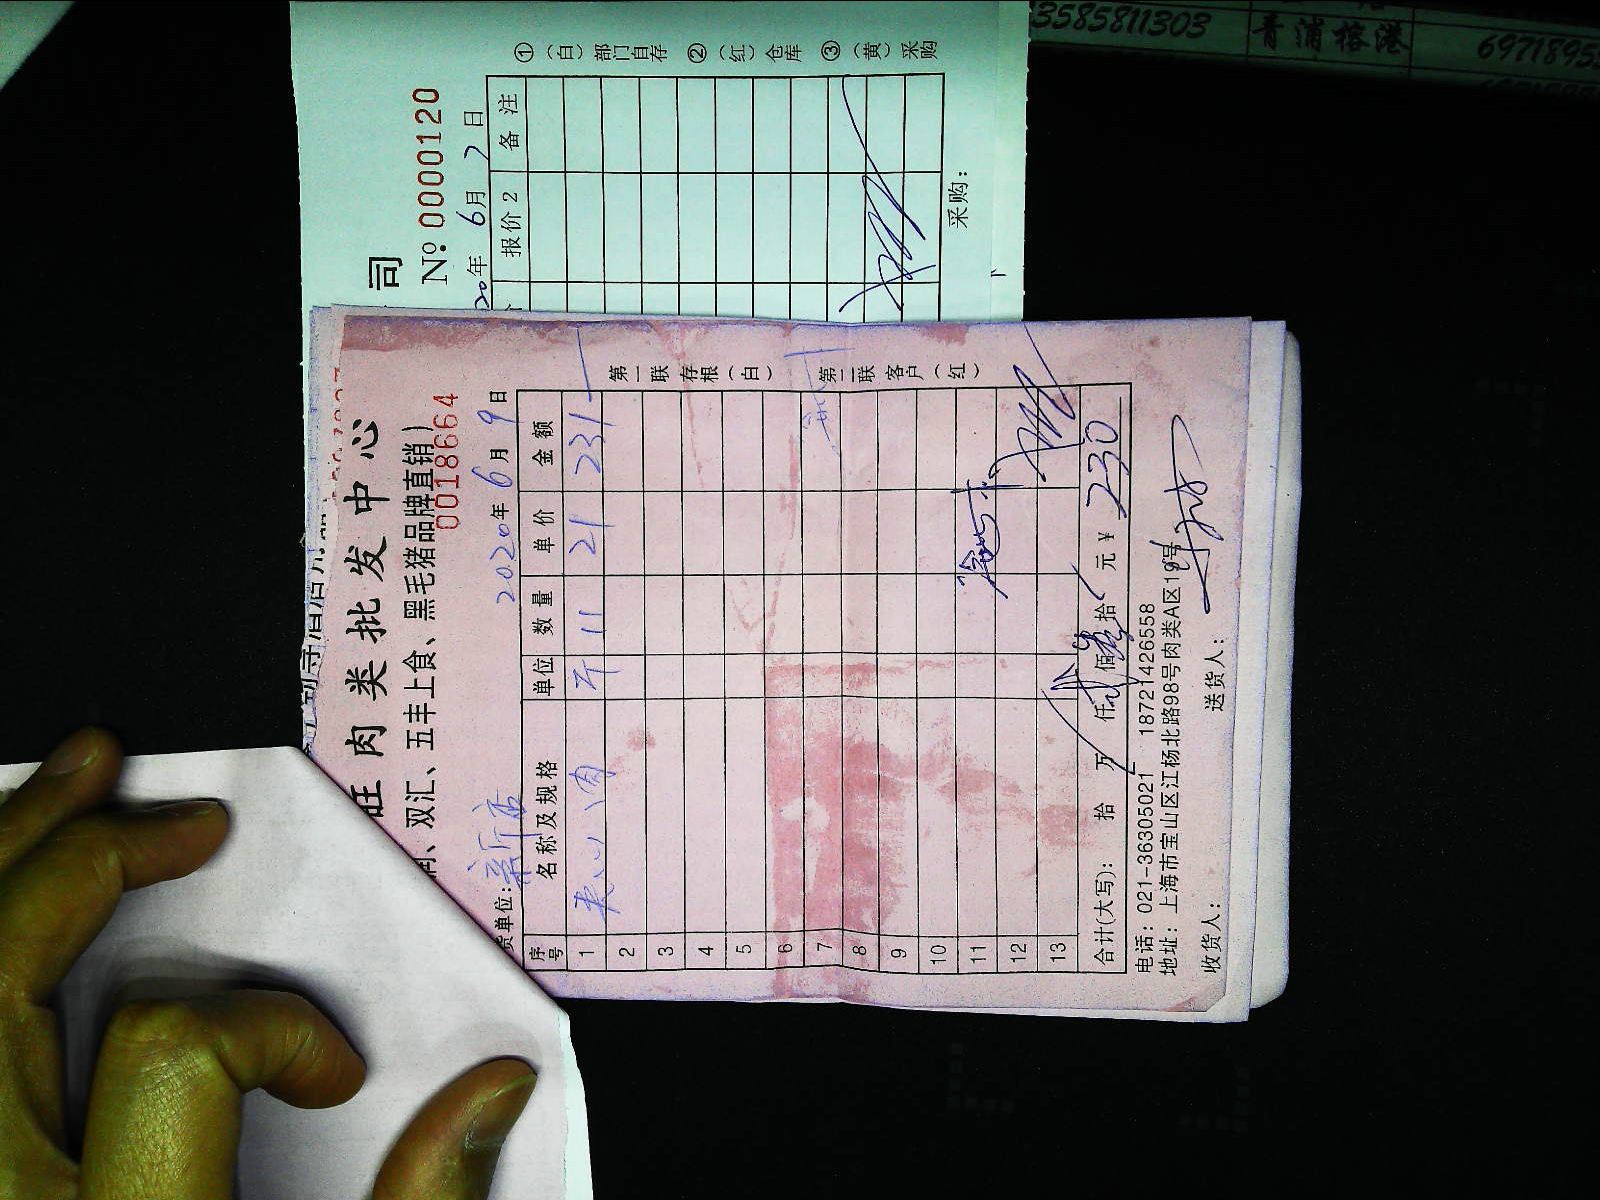 ① (白) 部门自存 ② (红) 仓库 ③ (黄) 采购
司
Nº:0000120
20年 6月 7日
报价2 备注
采购:
3585811303 青浦榕港 6971895
旺肉类批发中心
、双汇、五丰上食、黑毛猪品牌直销)
0018664
货单位: 新店 2020年 6月 9日
序号 名称及规格 单位 数量 单价 金额
1 夹心肉 斤 11 21 231
2
3
4
5
6
7
8
9
10
11
12
13
合计(大写): 拾 万 仟 佰 拾 元 ¥ 230
第一联存根(白) 第二联客户(红)
电话: 021-36305021 18721426558
地址: 上海市宝山区江杨北路98号肉类A区19号
收货人: 送货人: